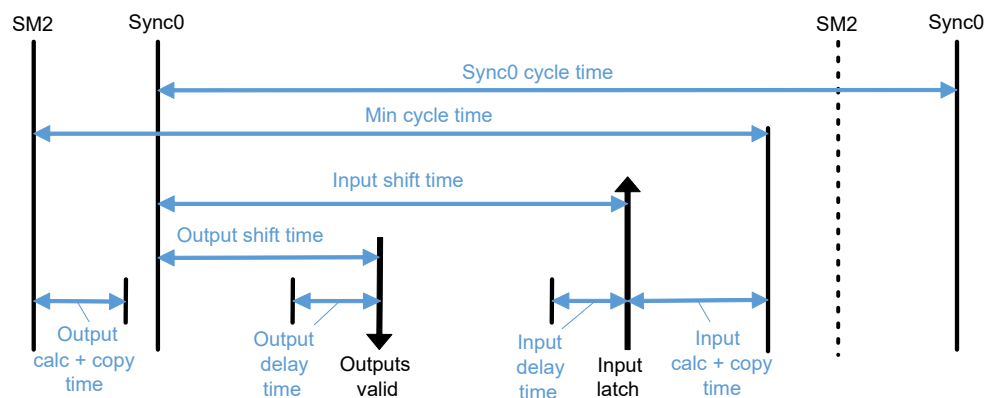 SM2
Sync0
SM2
Sync0
Sync0 cycle time
Min cycle time
Input shift time
Output shift time
Output
calc + copy
time
Output
delay
time
Outputs
valid
Input
delay
time
Input
latch
Input
calc + copy
time